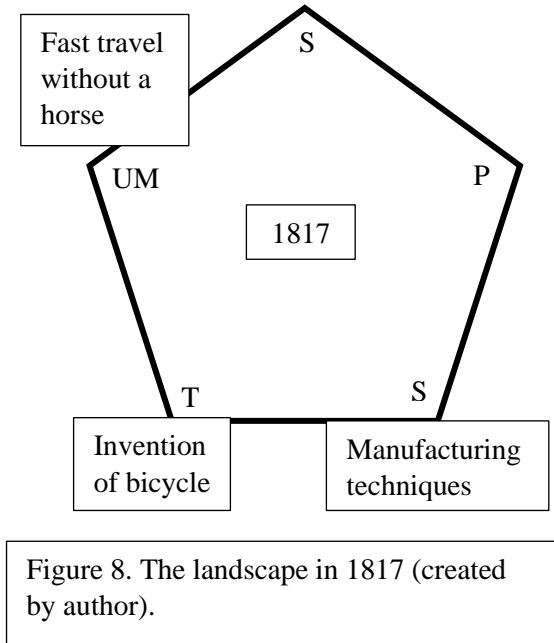 Fast travel
without a
horse
S
UM
P
1817
T
S
Invention
of bicycle
Manufacturing
techniques
Figure 8. The landscape in 1817 (created
by author).